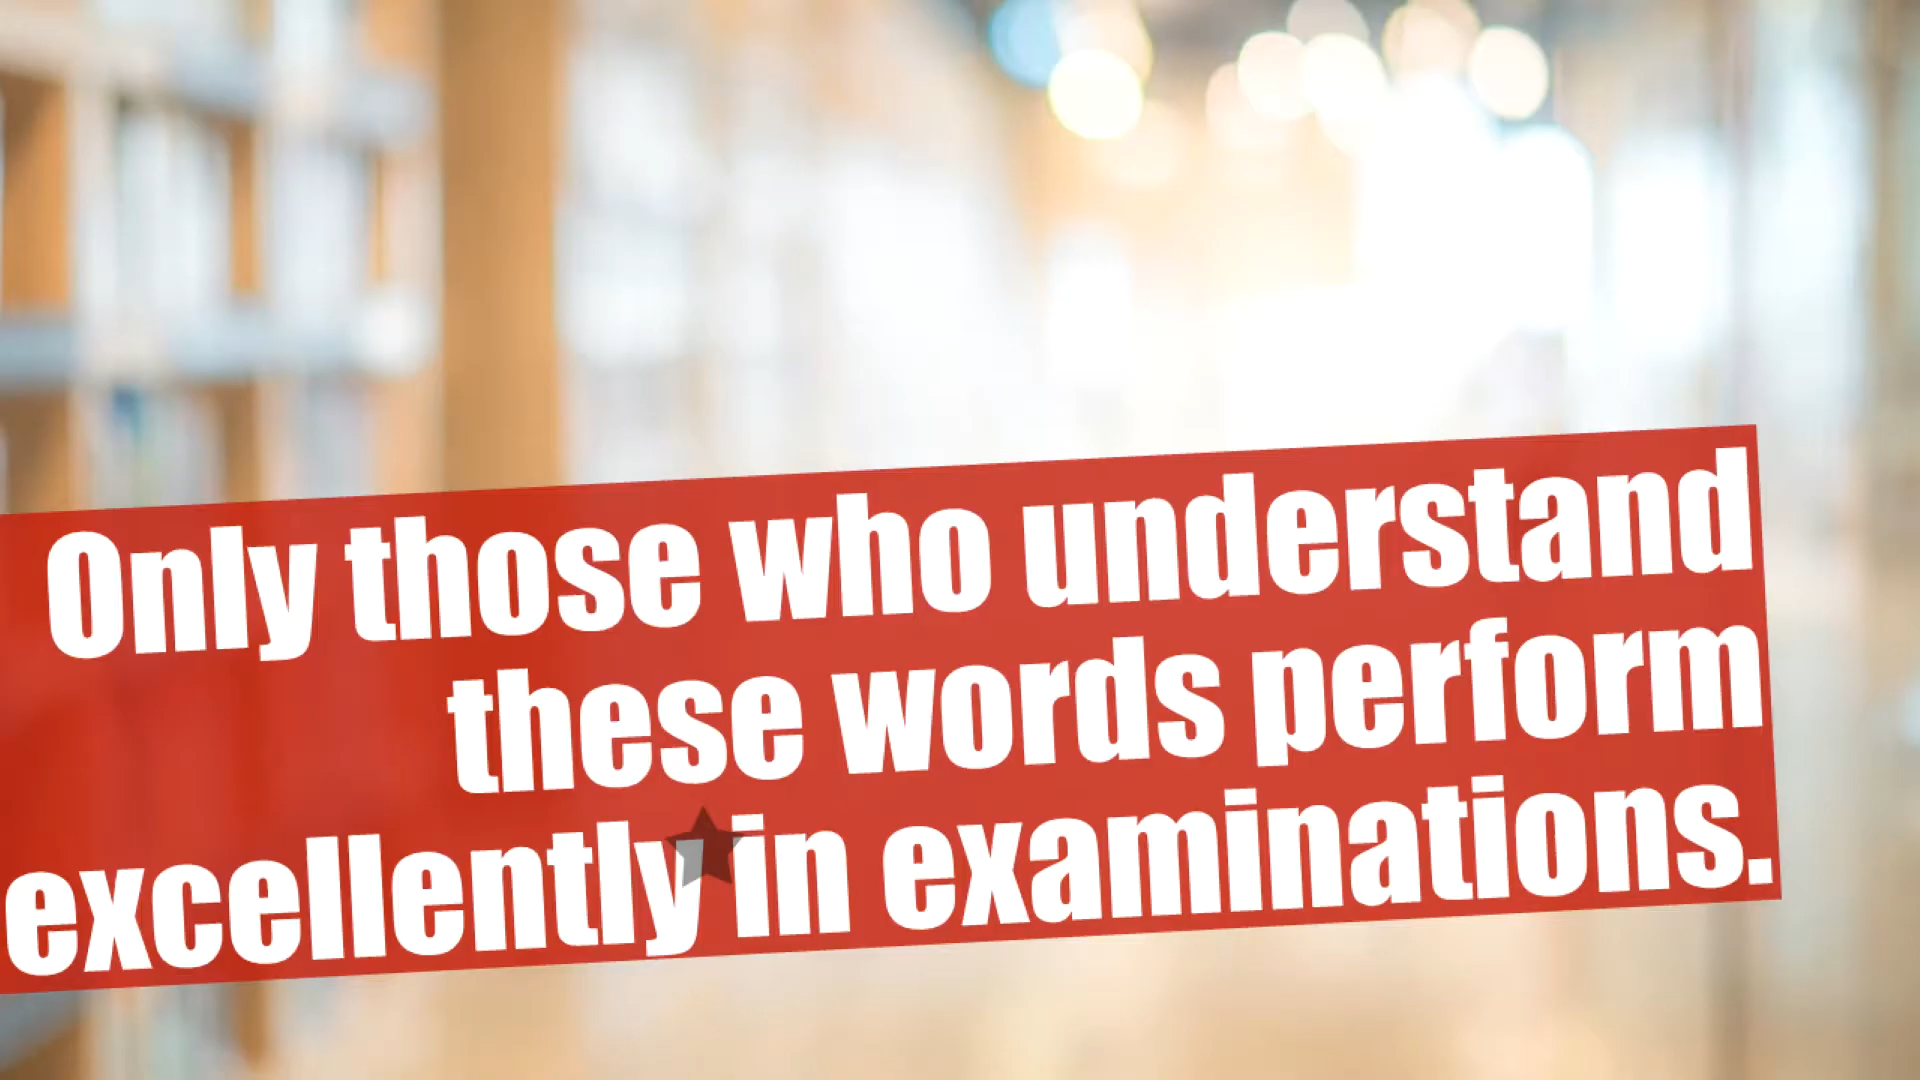 Only those who understand
these words perform
excellently in examinations.